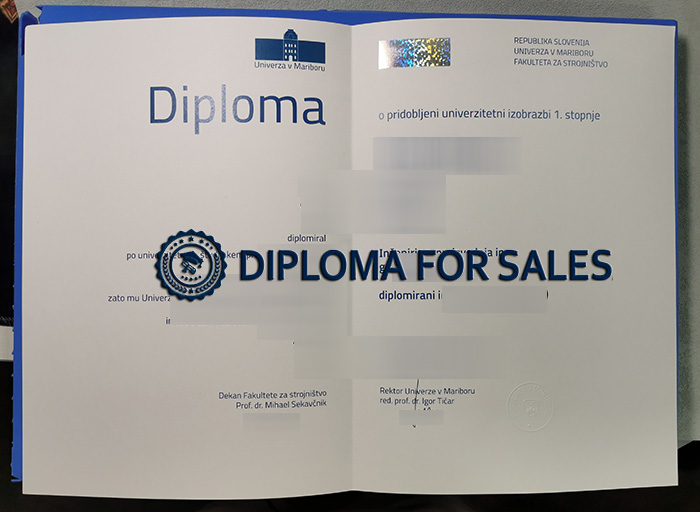 Univerza v Mariboru
Diploma
diplomiral
po
zato mu
Dekan Fakultete za strojništvo
Prof. dr. Mihael Sekavčnik
REPUBLIKA SLOVENIJA
UNIVERZA V MARIBORU
FAKULTETA ZA STROJNIŠTVO
o pridobljeni univerzitetni izobrazbi 1. stopnje
DIPLOMA FOR SALES
diplomirani
Rektor Univerze v Mariboru
red. prof. dr. Igor Tičar